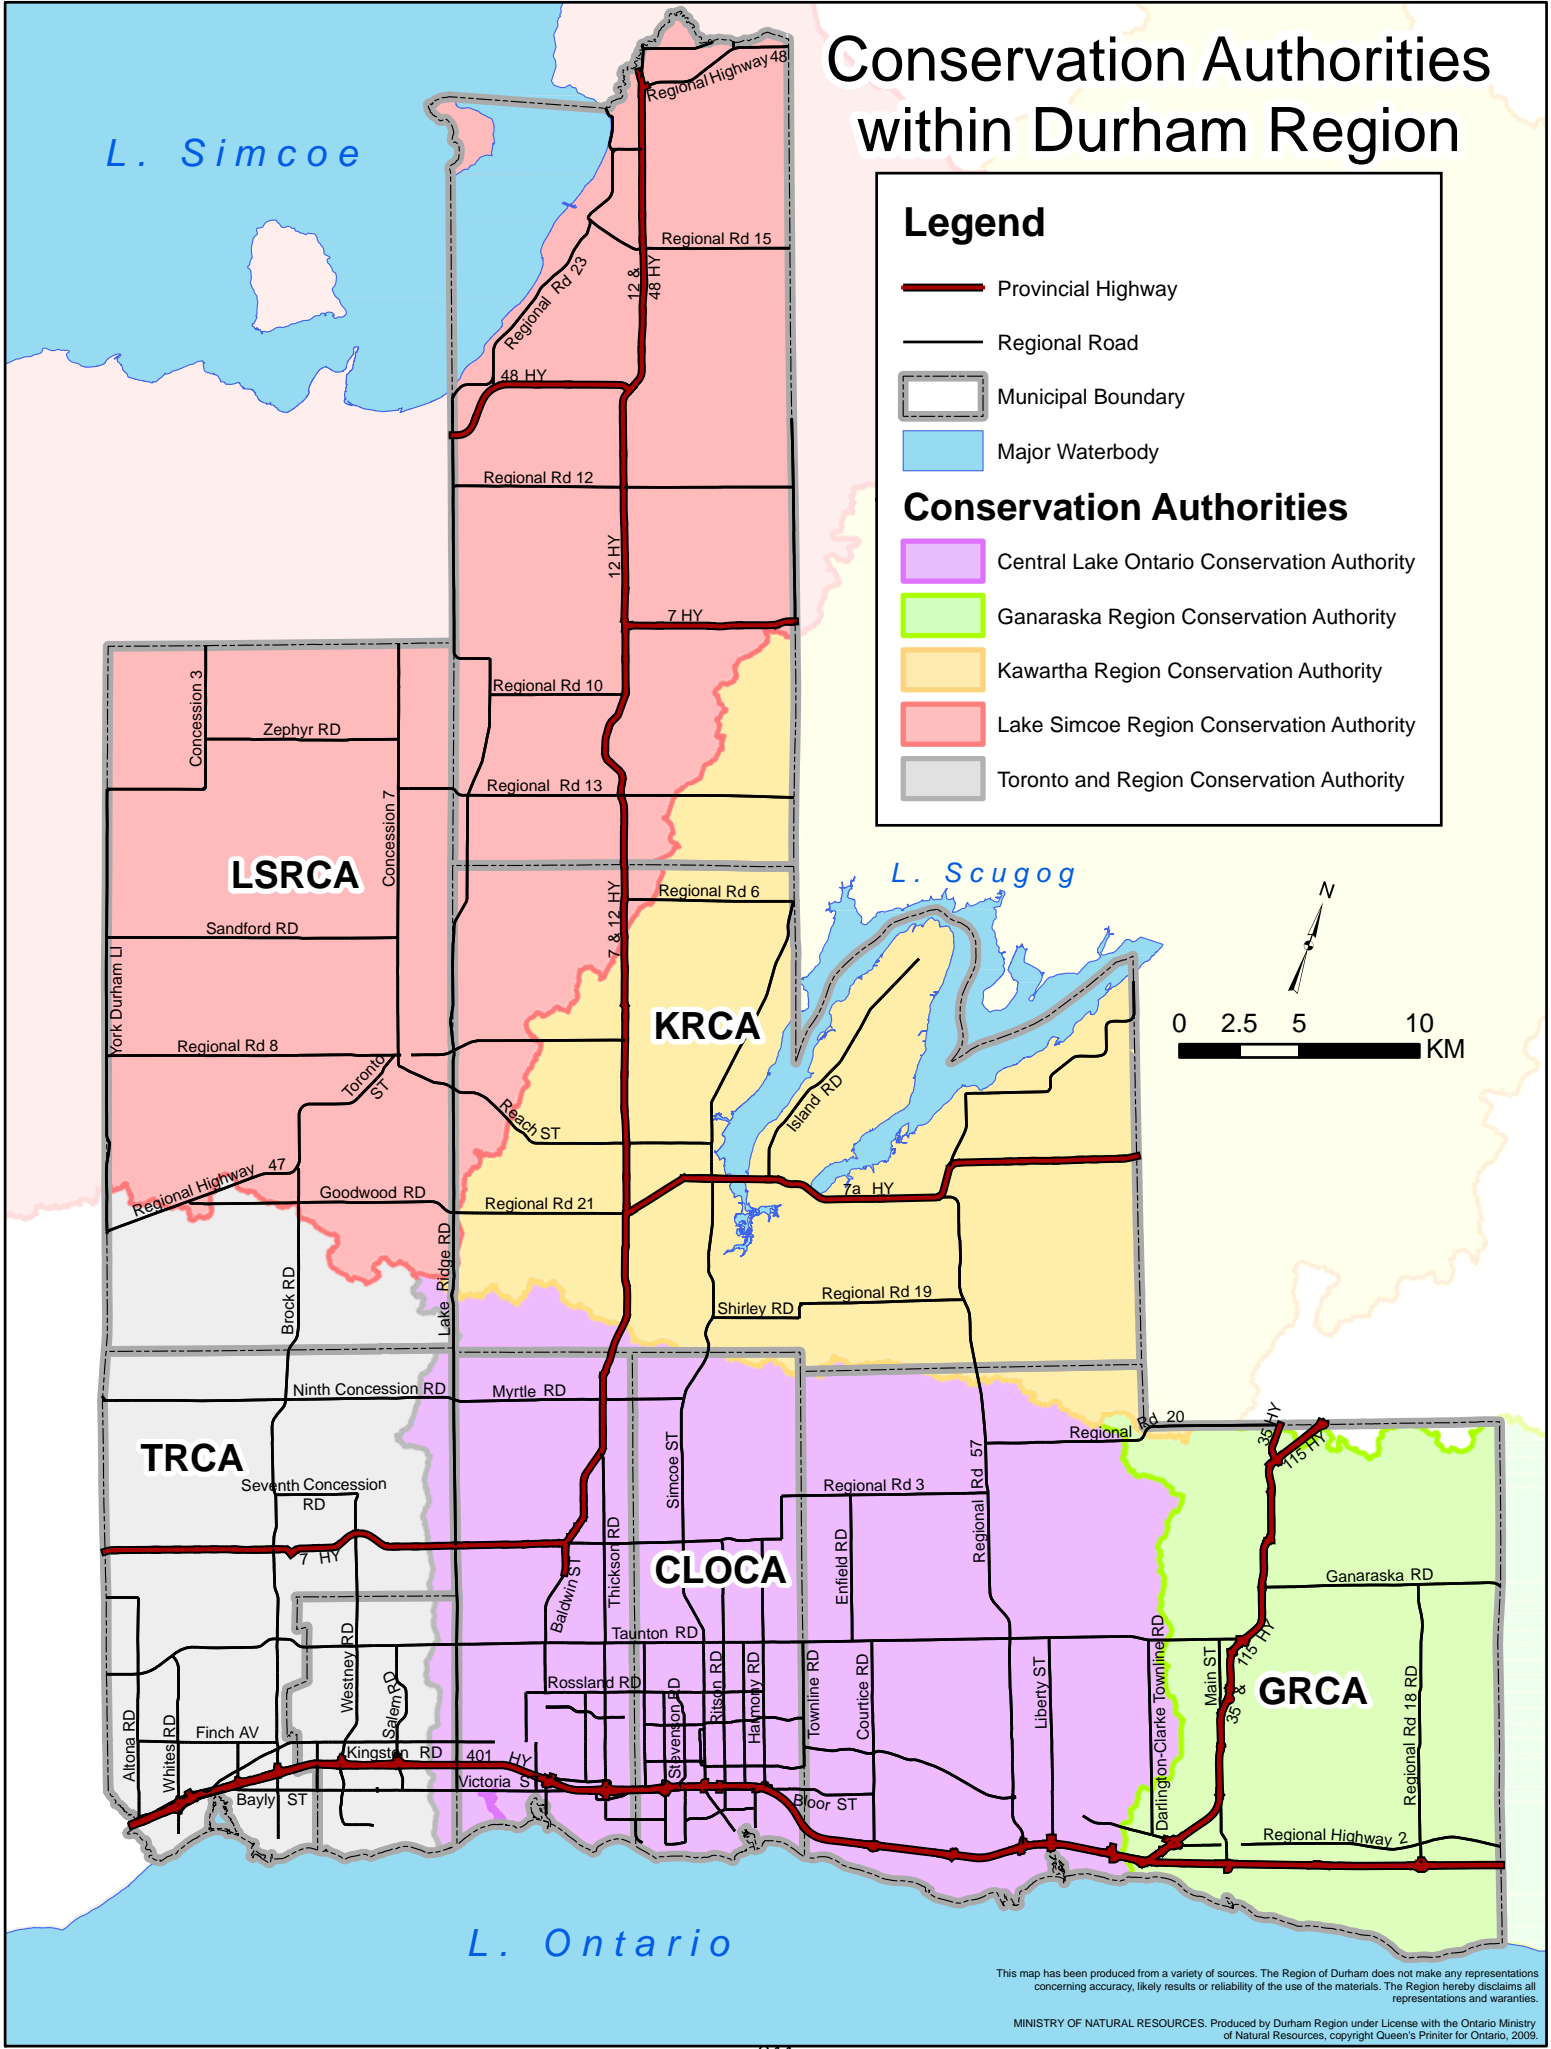 Conservation Authorities
within Durham Region
L. Simcoe
Legend
Provincial Highway
Regional Road
Municipal Boundary
Major Waterbody
Conservation Authorities
Central Lake Ontario Conservation Authority
Ganaraska Region Conservation Authority
Kawartha Region Conservation Authority
Lake Simcoe Region Conservation Authority
Toronto and Region Conservation Authority
Regional Highway 48
Regional Rd 15
12 &
48 HY
Regional Rd 23
48 HY
Regional Rd 12
12 HY
7 HY
Concession 3
Regional Rd 10
Zephyr RD
Regional Rd 13
Concession 7
LSRCA
L. Scugog
Regional Rd 6
7 & 12 HY
N
Sandford RD
York Durham LI
KRCA
0 2.5 5 10
KM
Regional Rd 8
Toronto
ST
Island RD
Reach ST
Regional Highway 47
Goodwood RD
Regional Rd 21
7a HY
Lake Ridge RD
Brock RD
Regional Rd 19
Shirley RD
Ninth Concession RD
Myrtle RD
Regional Rd 20
35 HY
115 HY
TRCA
Simcoe ST
Regional Rd 57
Seventh Concession
RD
Regional Rd 3
7 HY
Thickson RD
CLOCA
Enfield RD
Baldwin ST
Ganaraska RD
Taunton RD
Westney RD
Salem RD
Rossland RD
Stevenson RD
Ritson RD
Harmony RD
Townline RD
Courtice RD
Liberty ST
Darlington-Clarke Townline RD
Main ST
35 &
115 HY
GRCA
Regional Rd 18 RD
Altona RD
Whites RD
Finch AV
Kingston RD
401 HY
Victoria S
Bayly ST
Bloor ST
Regional Highway 2
L. Ontario
This map has been produced from a variety of sources. The Region of Durham does not make any representations
concerning accuracy, likely results or reliability of the use of the materials. The Region hereby disclaims all
representations and waranties.
MINISTRY OF NATURAL RESOURCES. Produced by Durham Region under License with the Ontario Ministry
of Natural Resources, copyright Queen's Priniter for Ontario, 2009.